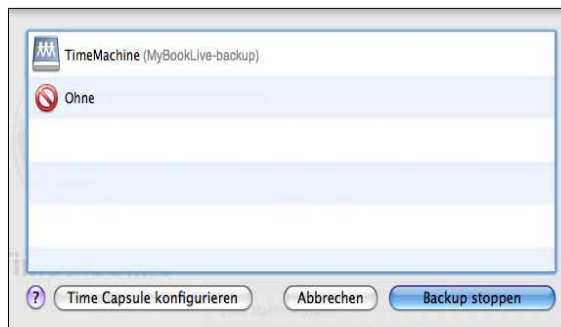 TimeMachine (MyBookLive-backup)
Ohne
? Time Capsule konfigurieren Abbrechen Backup stoppen